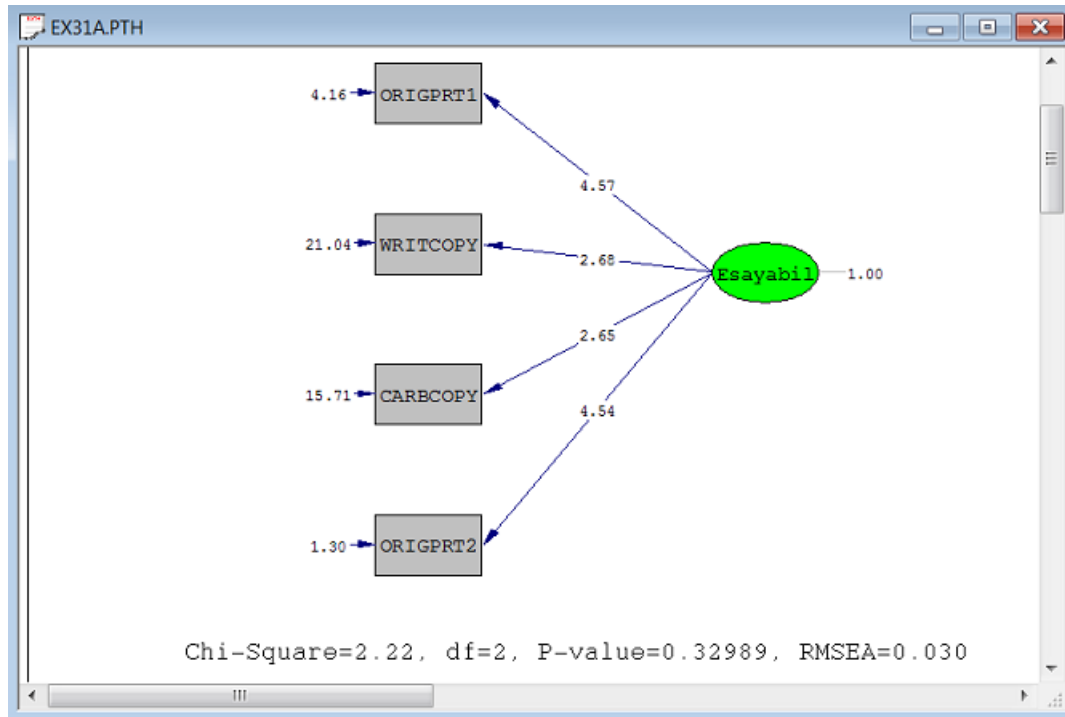 EX31A.PTH
4.16 ORIGPRT1
4.57
21.04 WRITCOPY
2.68
Esayabil 1.00
2.65
15.71 CARBCOPY
4.54
1.30 ORIGPRT2
Chi-Square=2.22, df=2, P-value=0.32989, RMSEA=0.030